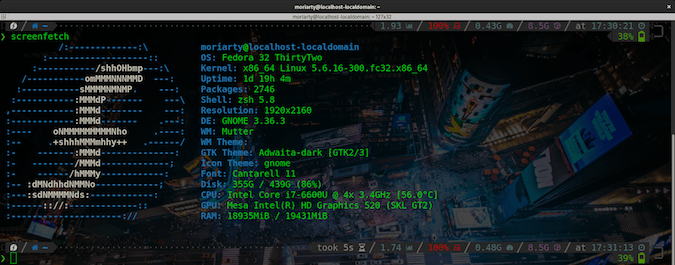 moriarty@localhost-localdomain: ~
moriarty@localhost-localdomain: ~ 127x32
~ 1.93 / 100% / 0.43G / 8.5G / at 17:30:21
❯ screenfetch 38%
/:-------------:\ moriarty@localhost-localdomain
:-------------------:: OS: Fedora 32 ThirtyTwo
:-----------/shhOHbmp---:\ Kernel: x86_64 Linux 5.6.16-300.fc32.x86_64
/-----------omMMMNNNMMD ---: Uptime: 1d 19h 4m
:-----------sMMMMNMNMP. ---: Packages: 2746
:-----------:MMMdP------- ---\ Shell: zsh 5.8
,------------:MMMd-------- ---: Resolution: 1920x2160
:------------:MMMd------- .---: DE: GNOME 3.36.3
:---- oNMMMMMMMMMNho .----: WM: Mutter
:-- .+shhhMMMmhhy++ .------/ WM Theme:
:- -------:MMMd--------------: GTK Theme: Adwaita-dark [GTK2/3]
:- --------/MMMd-------------; Icon Theme: gnome
:- ------/hMMMy------------: Font: Cantarell 11
:-- :dMNdhhdNMMNo------------; Disk: 355G / 439G (86%)
:---:sdNMMMMNds:------------: CPU: Intel Core i7-6600U @ 4x 3.4GHz [56.0°C]
:------:://:-------------:: GPU: Mesa Intel(R) HD Graphics 520 (SKL GT2)
:---------------------:// RAM: 18935MiB / 19431MiB
~ took 5s / 1.74 / 100% / 0.48G / 8.5G / at 17:31:13
❯ 39%